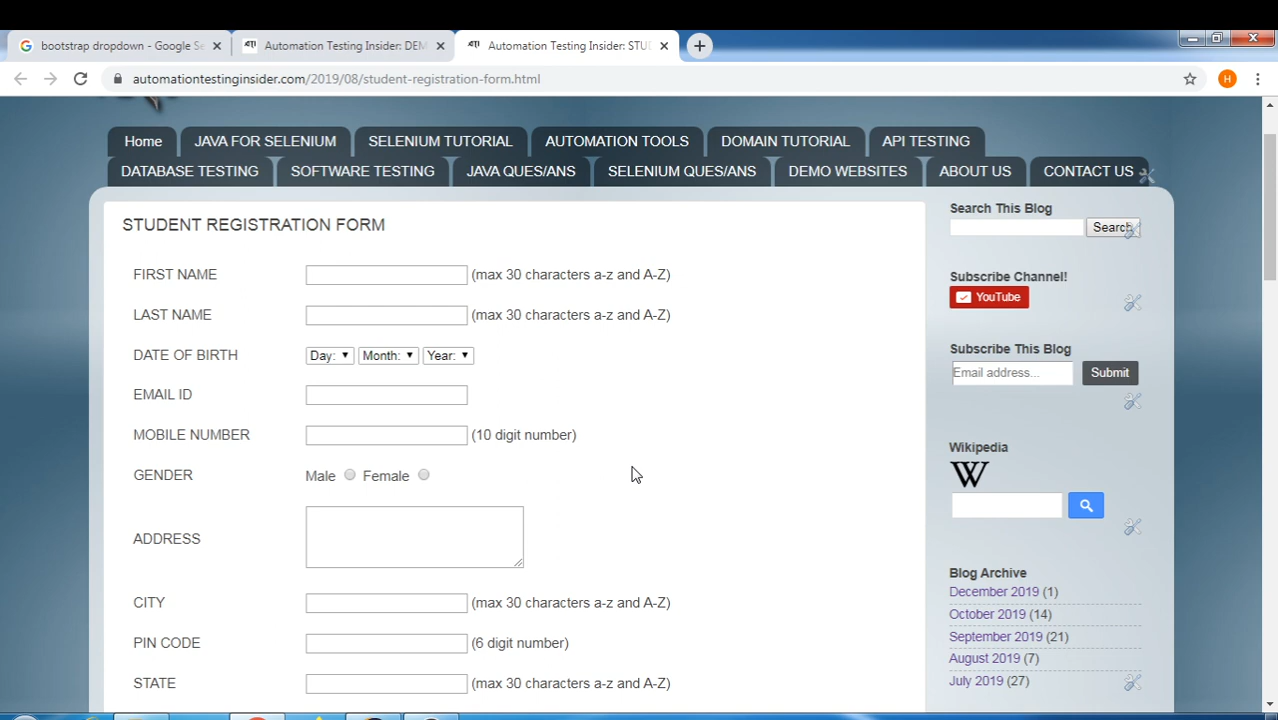 bootstrap dropdown - Google Se
Automation Testing Insider: DEM
Automation Testing Insider: STU
automationtestinginsider.com/2019/08/student-registration-form.html
H
Home JAVA FOR SELENIUM SELENIUM TUTORIAL AUTOMATION TOOLS DOMAIN TUTORIAL API TESTING
DATABASE TESTING SOFTWARE TESTING JAVA QUES/ANS SELENIUM QUES/ANS DEMO WEBSITES ABOUT US CONTACT US
STUDENT REGISTRATION FORM
FIRST NAME (max 30 characters a-z and A-Z)
LAST NAME (max 30 characters a-z and A-Z)
DATE OF BIRTH Day: Month: Year:
EMAIL ID
MOBILE NUMBER (10 digit number)
GENDER Male Female
ADDRESS
CITY (max 30 characters a-z and A-Z)
PIN CODE (6 digit number)
STATE (max 30 characters a-z and A-Z)
Search This Blog
Search
Subscribe Channel!
YouTube
Subscribe This Blog
Email address... Submit
Wikipedia
W
Blog Archive
December 2019 (1)
October 2019 (14)
September 2019 (21)
August 2019 (7)
July 2019 (27)